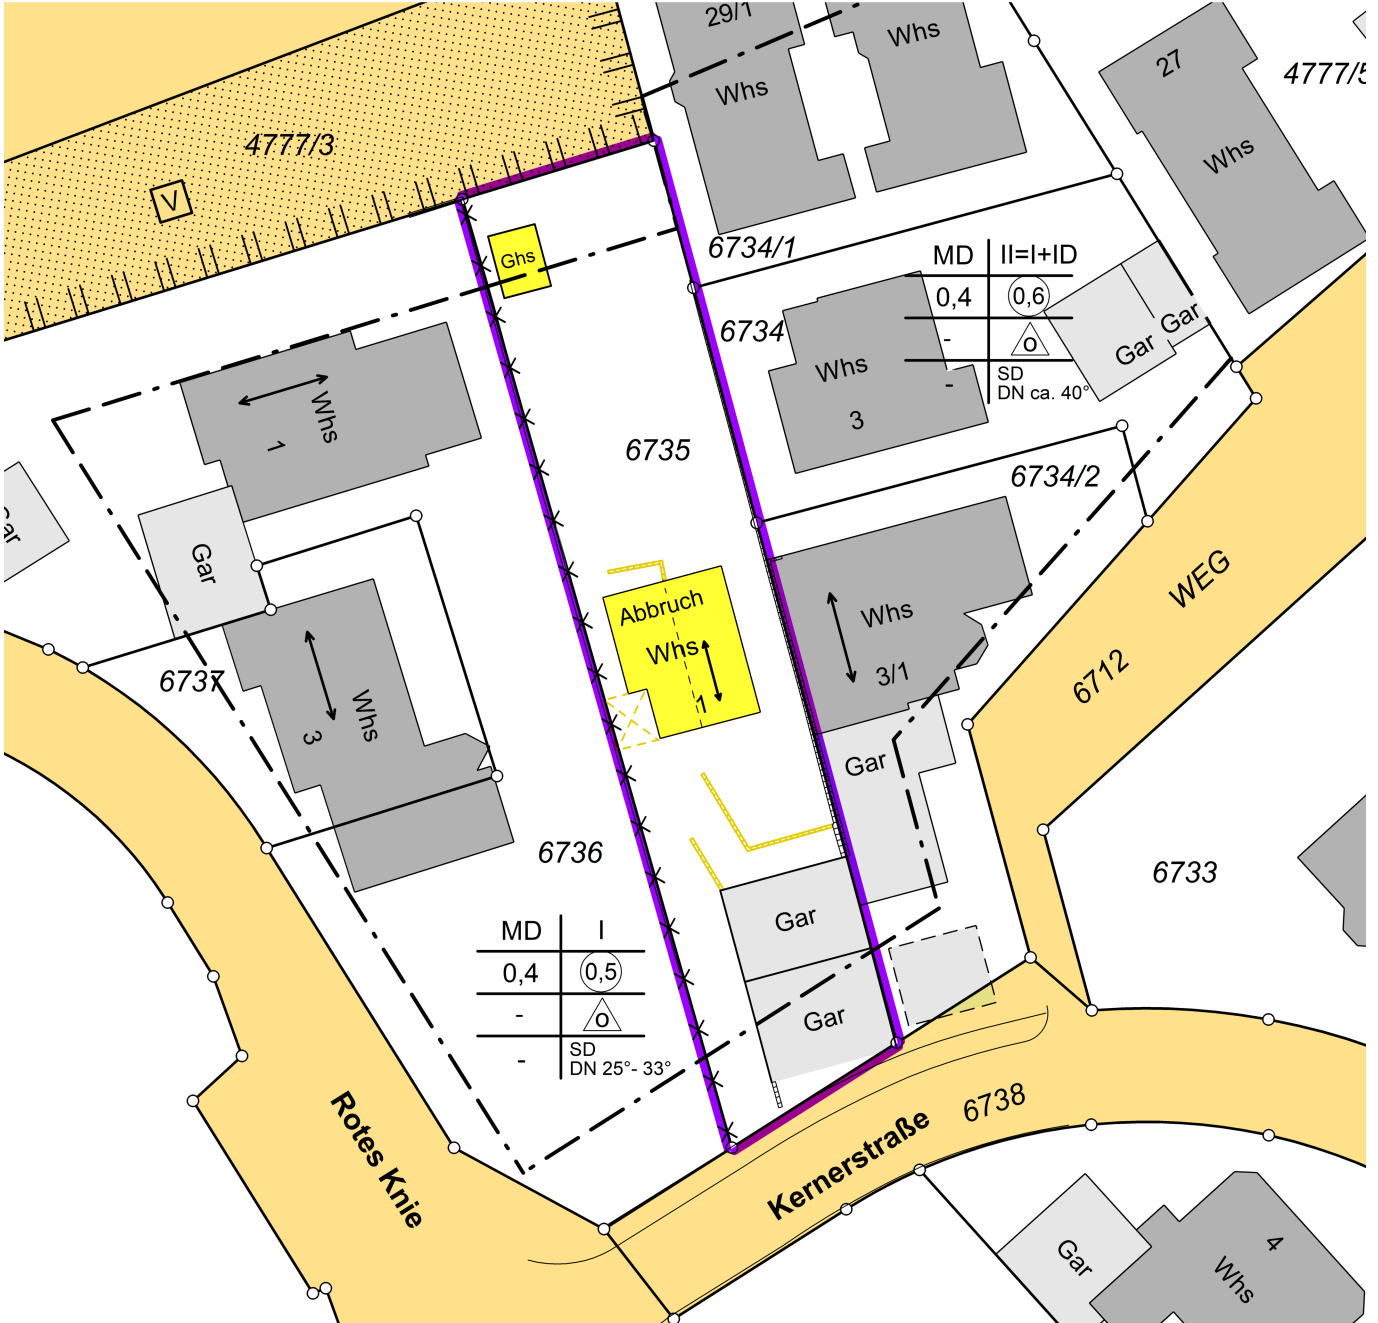 29/1
Whs
Whs
27
4777/5
Whs
4777/3
V
6734/1
MD II=I+ID
0,4 0,6
- o
- SD
DN ca. 40°
Gar
Gar
Ghs
6734
Whs
3
Whs
1
6735
6734/2
Gar
Gar
WEG
Abbruch
Whs
1
Whs
3/1
6712
6737
Whs
3
Gar
6736
6733
Gar
MD I
0,4 0,5
- o
- SD
DN 25°- 33°
Gar
Rotes Knie
Kernerstraße
6738
Gar
4
Whs